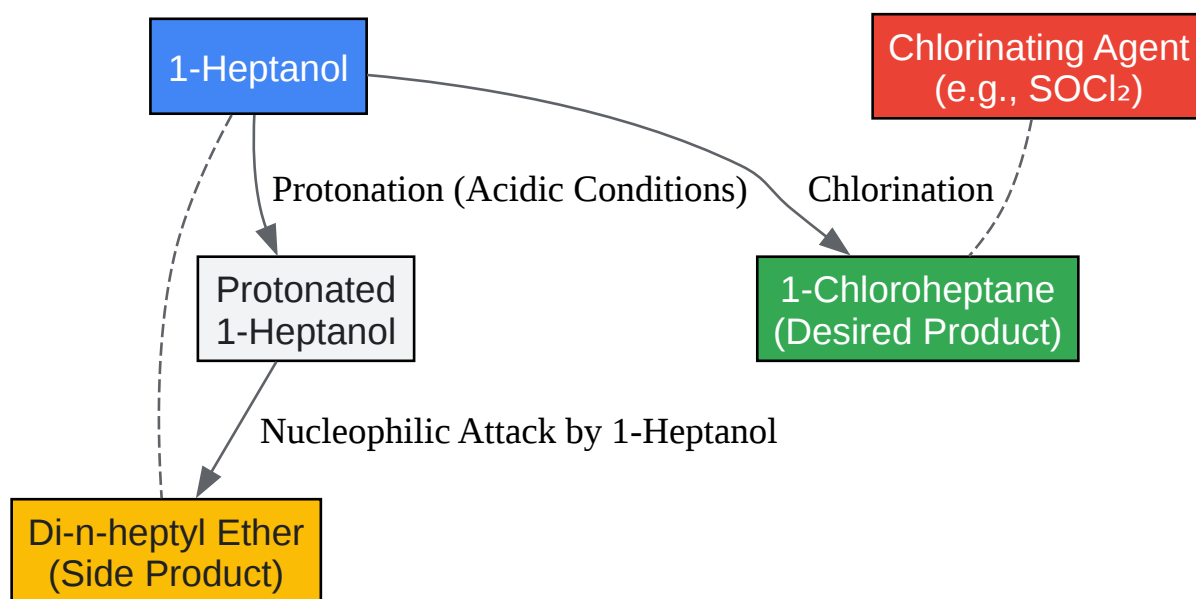 1-Heptanol
Chlorinating Agent
(e.g., SOCl₂)
Protonation (Acidic Conditions)
Chlorination
Protonated
1-Heptanol
1-Chloroheptane
(Desired Product)
Nucleophilic Attack by 1-Heptanol
Di-n-heptyl Ether
(Side Product)